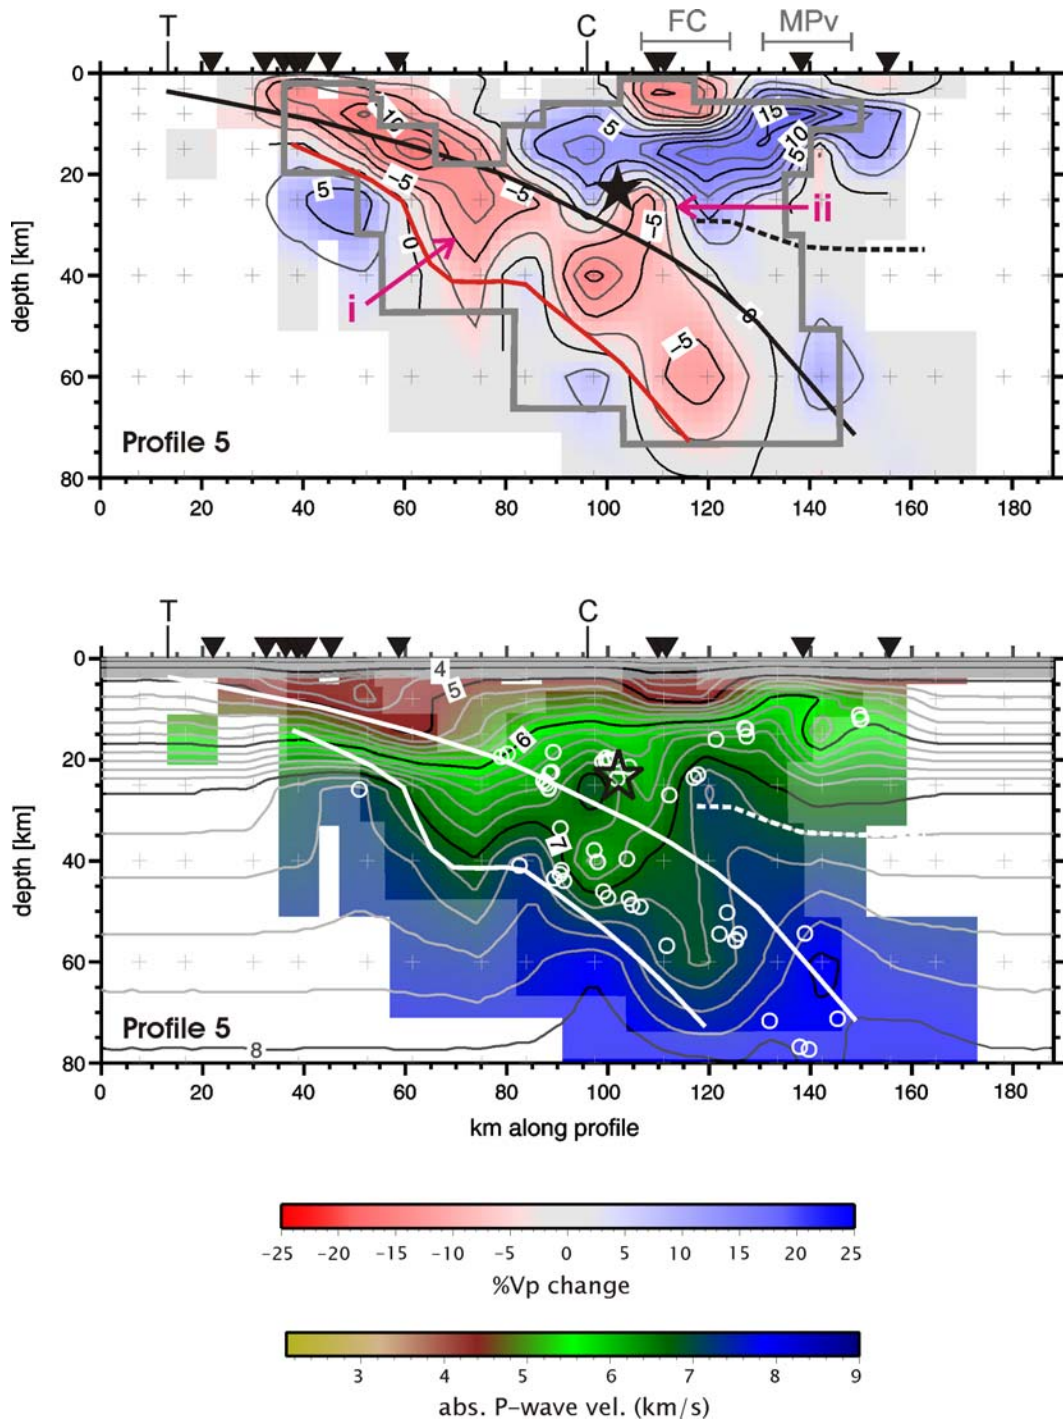 FC MPv
T C
0
20
40
60
80
depth [km]
5 15
10 10
-5 -5 5
5 -5
0 -5 ii
i
-5 0
Profile 5
0 20 40 60 80 100 120 140 160 180
T C
0
20
40
60
80
depth [km]
4
5
6
7
8
Profile 5
0 20 40 60 80 100 120 140 160 180
km along profile
-25 -20 -15 -10 -5 0 5 10 15 20 25
%Vp change
3 4 5 6 7 8 9
abs. P-wave vel. (km/s)